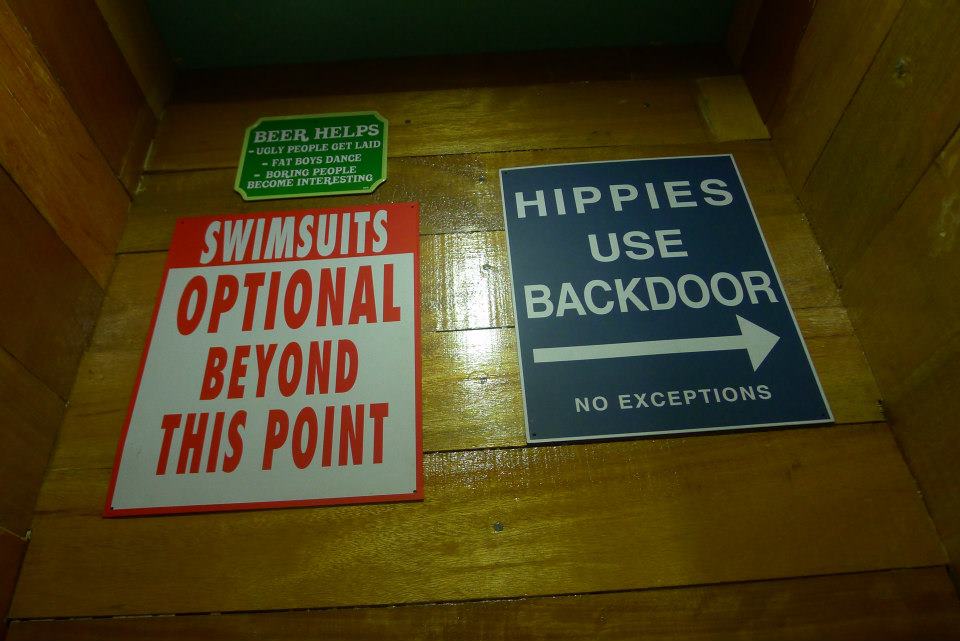 BEER HELPS
- UGLY PEOPLE GET LAID
- FAT BOYS DANCE
- BORING PEOPLE
BECOME INTERESTING
SWIMSUITS
OPTIONAL
BEYOND
THIS POINT
HIPPIES
USE
BACKDOOR
NO EXCEPTIONS